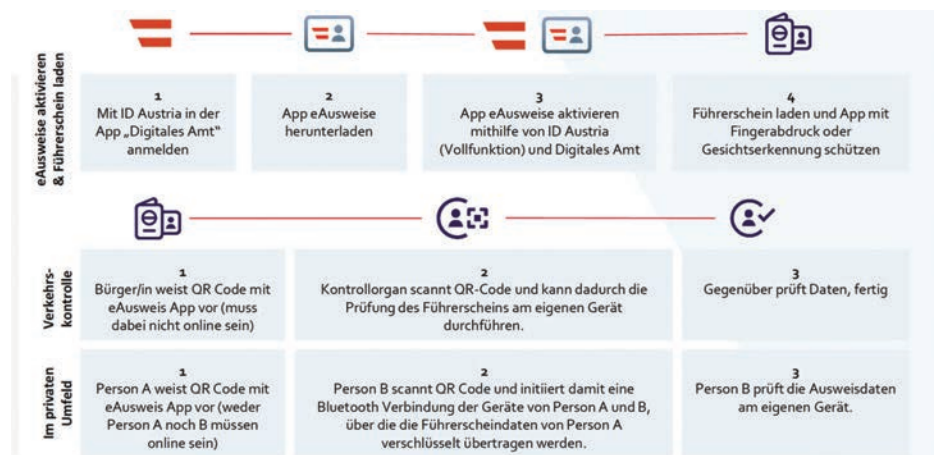 eAusweise aktivieren
& Führerschein laden
1
Mit ID Austria in der
App „Digitales Amt“
anmelden
2
App eAusweise
herunterladen
3
App eAusweise aktivieren
mithilfe von ID Austria
(Vollfunktion) und Digitales Amt
4
Führerschein laden und App mit
Fingerabdruck oder
Gesichtserkennung schützen
Verkehrs-
kontrolle
1
Bürger/in weist QR Code mit
eAusweis App vor (muss
dabei nicht online sein)
2
Kontrollorgan scannt QR-Code und kann dadurch die
Prüfung des Führerscheins am eigenen Gerät
durchführen.
3
Gegenüber prüft Daten, fertig
Im privaten
Umfeld
1
Person A weist QR Code mit
eAusweis App vor (weder
Person A noch B müssen
online sein)
2
Person B scannt QR Code und initiiert damit eine
Bluetooth Verbindung der Geräte von Person A und B,
über die die Führerscheindaten von Person A
verschlüsselt übertragen werden.
3
Person B prüft die Ausweisdaten
am eigenen Gerät.